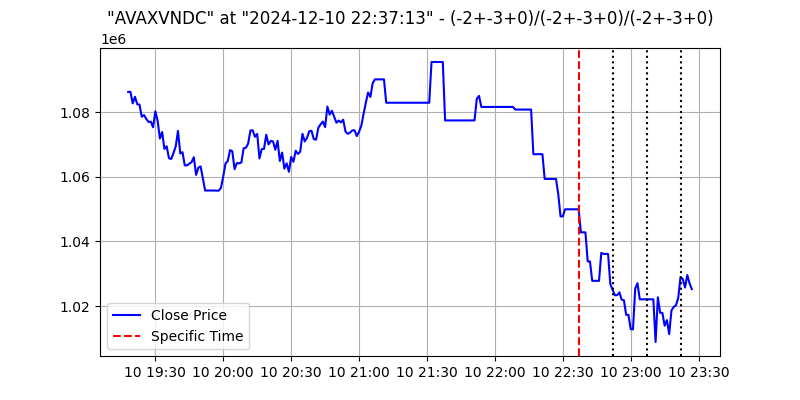 "AVAXVNDC" at "2024-12-10 22:37:13" - (-2+-3+0)/(-2+-3+0)/(-2+-3+0)
1e6
1.08
1.06
1.04
1.02
Close Price
Specific Time
10 19:30 10 20:00 10 20:30 10 21:00 10 21:30 10 22:00 10 22:30 10 23:00 10 23:30